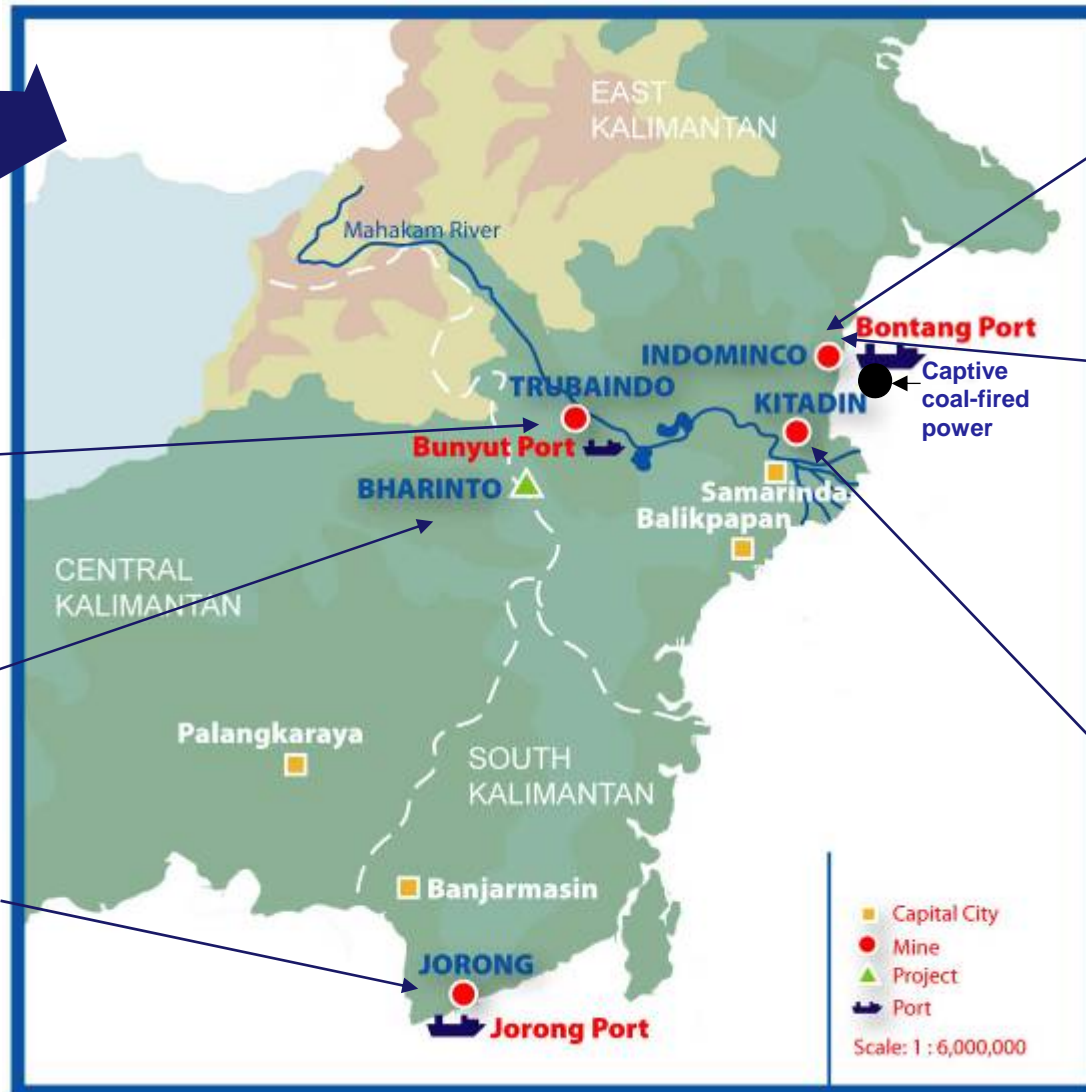 EAST
KALIMANTAN
Mahakam River
Bontang Port
INDOMINCO
Captive
coal-fired
power
TRUBAINDO
KITADIN
Bunyut Port
BHARINTO
Samarinda
Balikpapan
CENTRAL
KALIMANTAN
Palangkaraya
SOUTH
KALIMANTAN
Banjarmasin
JORONG
Jorong Port
Capital City
Mine
Project
Port
Scale: 1 : 6,000,000